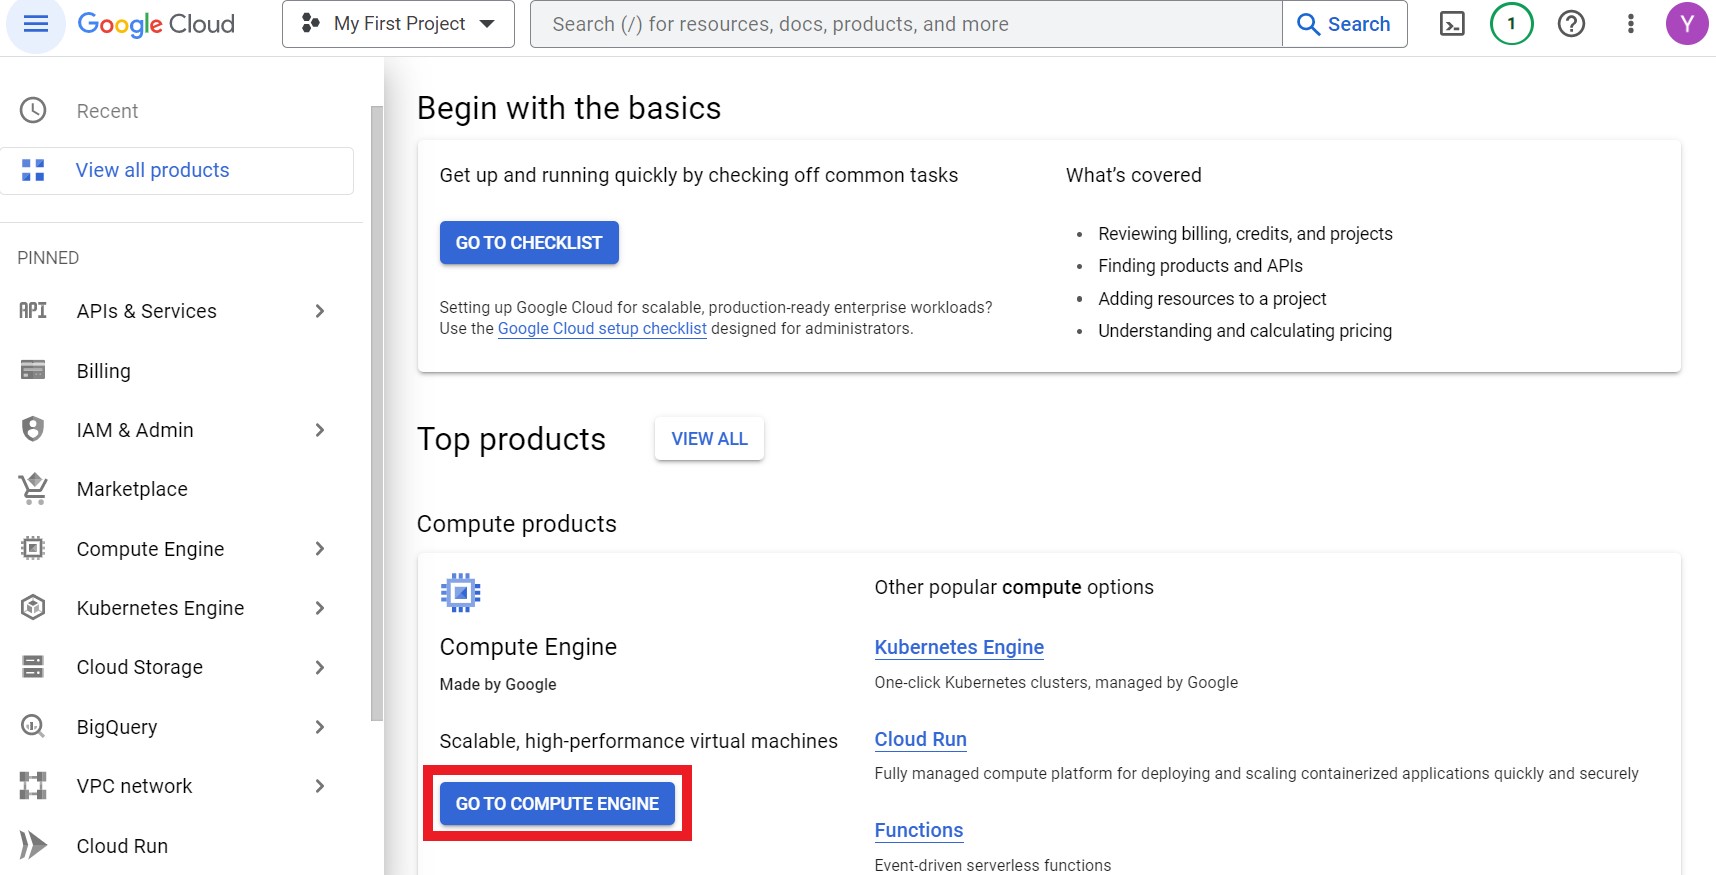 Google Cloud
My First Project
Search (/) for resources, docs, products, and more
Search
1
Y
Recent
View all products
PINNED
API
APIs & Services
Billing
IAM & Admin
Marketplace
Compute Engine
Kubernetes Engine
Cloud Storage
BigQuery
VPC network
Cloud Run
Begin with the basics
Get up and running quickly by checking off common tasks
GO TO CHECKLIST
Setting up Google Cloud for scalable, production-ready enterprise workloads?
Use the Google Cloud setup checklist designed for administrators.
What's covered
• Reviewing billing, credits, and projects
• Finding products and APIs
• Adding resources to a project
• Understanding and calculating pricing
Top products
VIEW ALL
Compute products
Compute Engine
Made by Google
Scalable, high-performance virtual machines
GO TO COMPUTE ENGINE
Other popular compute options
Kubernetes Engine
One-click Kubernetes clusters, managed by Google
Cloud Run
Fully managed compute platform for deploying and scaling containerized applications quickly and securely
Functions
Event-driven serverless functions